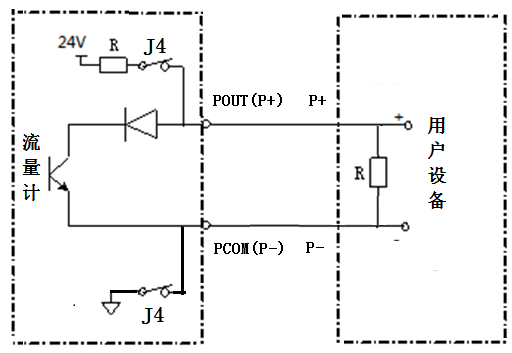 24V
R
J4
POUT(P+)
P+
+
流量计
R
用户设备
PCOM(P-)
P-
-
J4